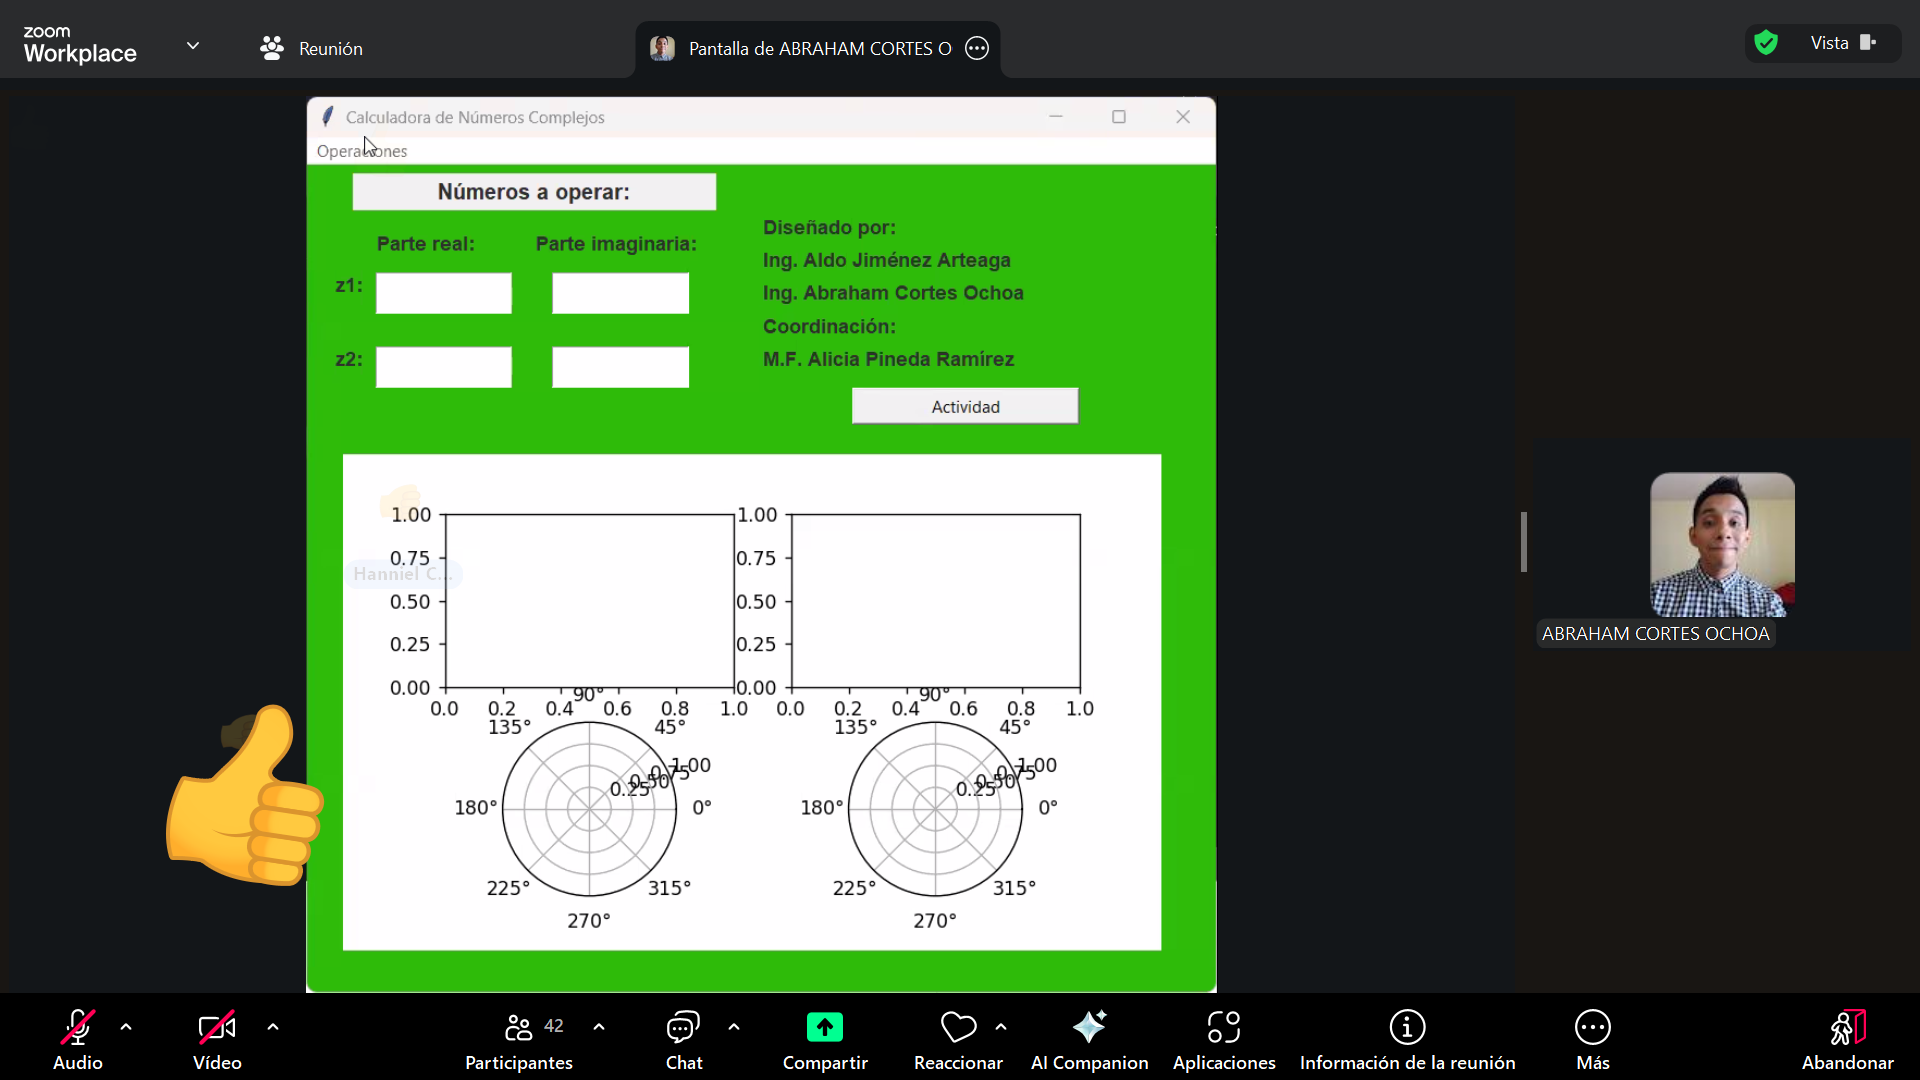 zoom
Workplace
Reunión
Pantalla de ABRAHAM CORTES O
Vista
Calculadora de Números Complejos
Operaciones
Números a operar:
Parte real:
Parte imaginaria:
z1:
z2:
Diseñado por:
Ing. Aldo Jiménez Arteaga
Ing. Abraham Cortes Ochoa
Coordinación:
M.F. Alicia Pineda Ramírez
Actividad
Hanniel C...
1.00
0.75
0.50
0.25
0.00
0.0 0.2 0.4 0.6 0.8 1.0
1.00
0.75
0.50
0.25
0.00
0.0 0.2 0.4 0.6 0.8 1.0
90°
135° 45°
1.00
0.75
0.50
0.25
180° 0°
225° 315°
270°
90°
135° 45°
1.00
0.75
0.50
0.25
180° 0°
225° 315°
270°
ABRAHAM CORTES OCHOA
Audio
Vídeo
42
Participantes
Chat
Compartir
Reaccionar
AI Companion
Aplicaciones
Información de la reunión
Más
Abandonar